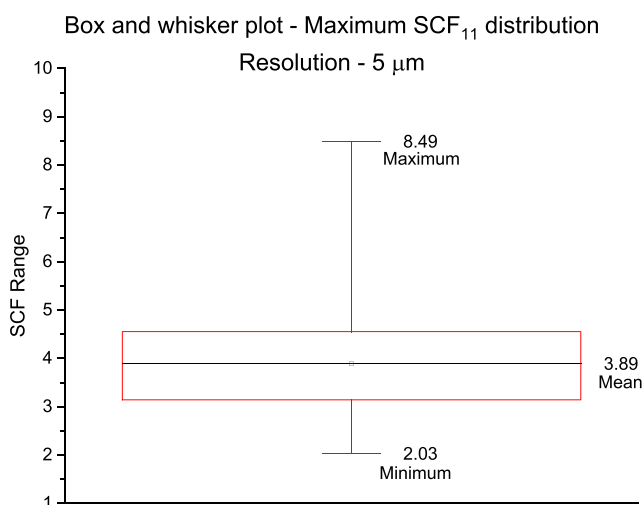 Box and whisker plot - Maximum SCF₁₁ distribution
Resolution - 5 μm
10
9
8
7
6
5
4
3
2
1
SCF Range
8.49
Maximum
3.89
Mean
2.03
Minimum